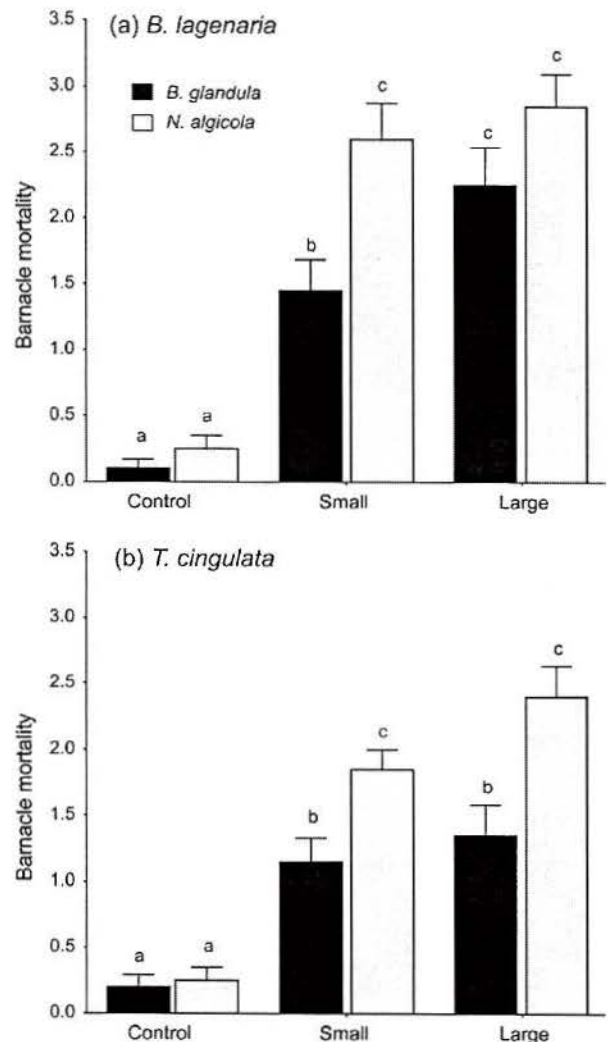 (a) B. lagenaria
B. glandula
N. algicola
Barnacle mortality
3.5
3.0
2.5
2.0
1.5
1.0
0.5
0.0
a
a
b
c
c
c
Control
Small
Large
(b) T. cingulata
Barnacle mortality
3.5
3.0
2.5
2.0
1.5
1.0
0.5
0.0
a
a
b
c
b
c
Control
Small
Large